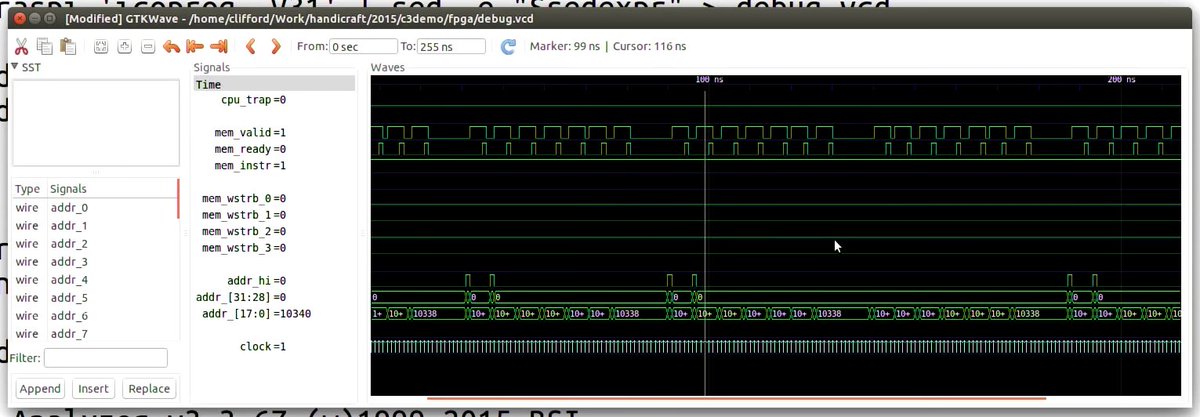 [Modified] GTKWave - /home/clifford/Work/handicraft/2015/c3demo/fpga/debug.vcd
From: 0 sec To: 255 ns Marker: 99 ns | Cursor: 116 ns
SST
Signals
Waves
Time
100 ns 200 ns
cpu_trap=0
mem_valid=1
mem_ready=0
mem_instr=1
mem_wstrb_0=0
mem_wstrb_1=0
mem_wstrb_2=0
mem_wstrb_3=0
addr_hi=0
addr_[31:28]=0
0 0 0 0 0 0 0
addr_[17:0]=10340
1+ 10+ 10338 10+ 10+ 10+ 10+ 10+ 10+ 10338 10+ 10+ 10+ 10+ 10+ 10+ 10338 10+ 10+ 10+ 10+ 10+ 10+ 10338 10+ 10+ 10+ 10+ 10+
clock=1
Type Signals
wire addr_0
wire addr_1
wire addr_2
wire addr_3
wire addr_4
wire addr_5
wire addr_6
wire addr_7
Filter:
Append Insert Replace